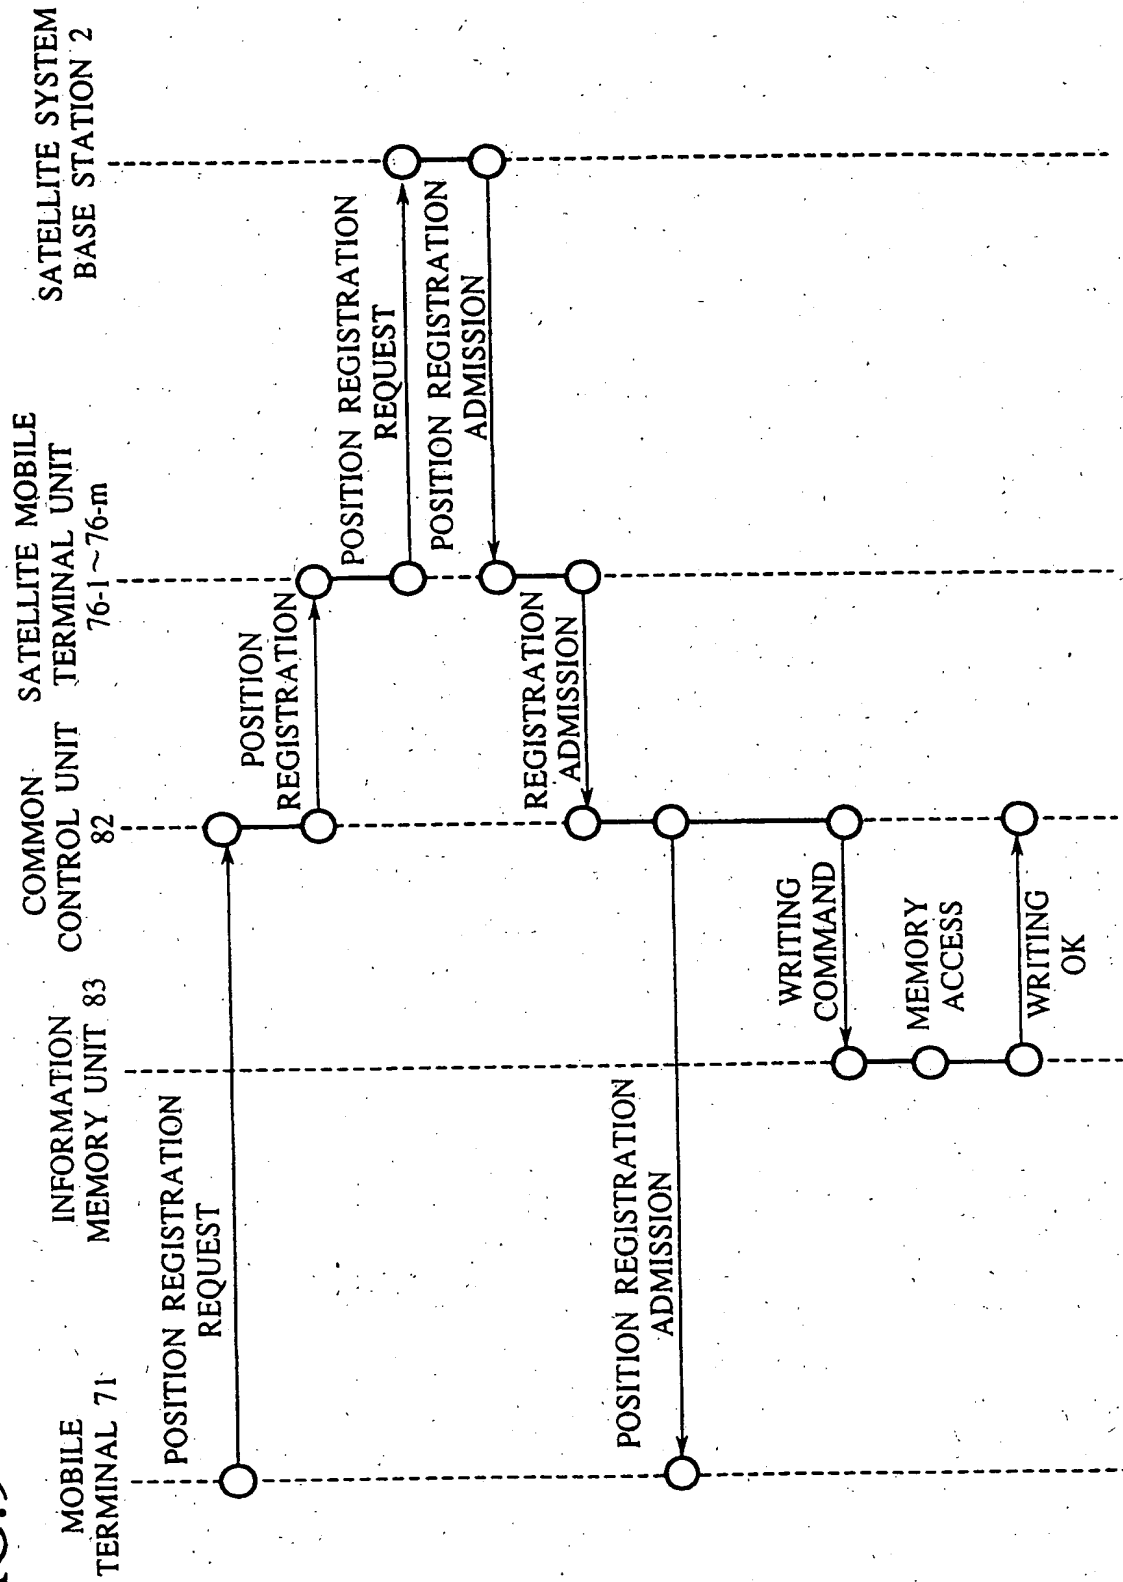 MOBILE
TERMINAL 71
INFORMATION
MEMORY UNIT 83
COMMON
CONTROL UNIT
82
SATELLITE MOBILE
TERMINAL UNIT
76-1~76-m
SATELLITE SYSTEM
BASE STATION 2
POSITION REGISTRATION
REQUEST
POSITION
REGISTRATION
POSITION REGISTRATION
REQUEST
POSITION REGISTRATION
ADMISSION
REGISTRATION
ADMISSION
POSITION REGISTRATION
ADMISSION
WRITING
COMMAND
MEMORY
ACCESS
WRITING
OK